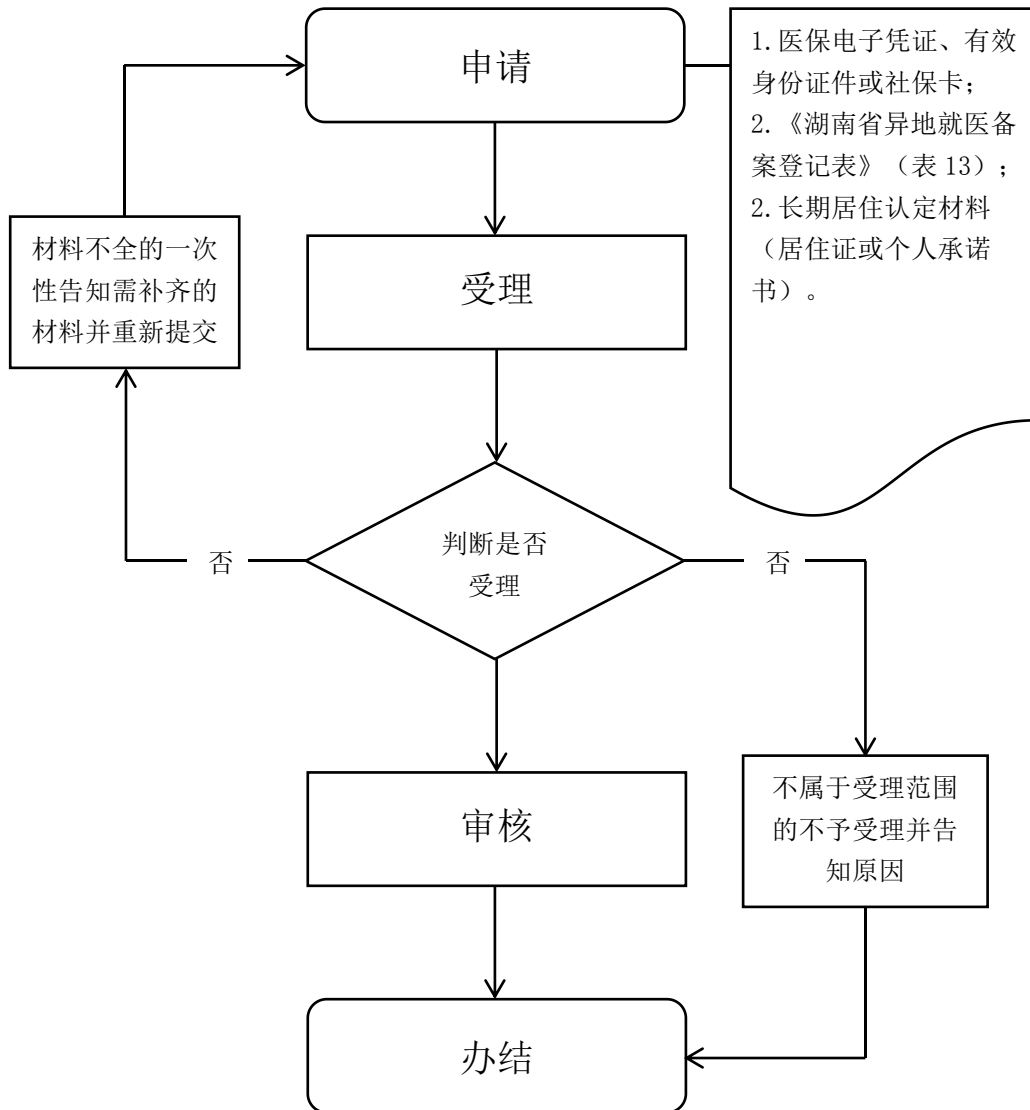 申请
1.医保电子凭证、有效
身份证件或社保卡；
2.《湖南省异地就医备
案登记表》（表 13）；
2.长期居住认定材料
（居住证或个人承诺
书）。
材料不全的一次
性告知需补齐的
材料并重新提交
受理
判断是否
受理
否
否
审核
不属于受理范围
的不予受理并告
知原因
办结